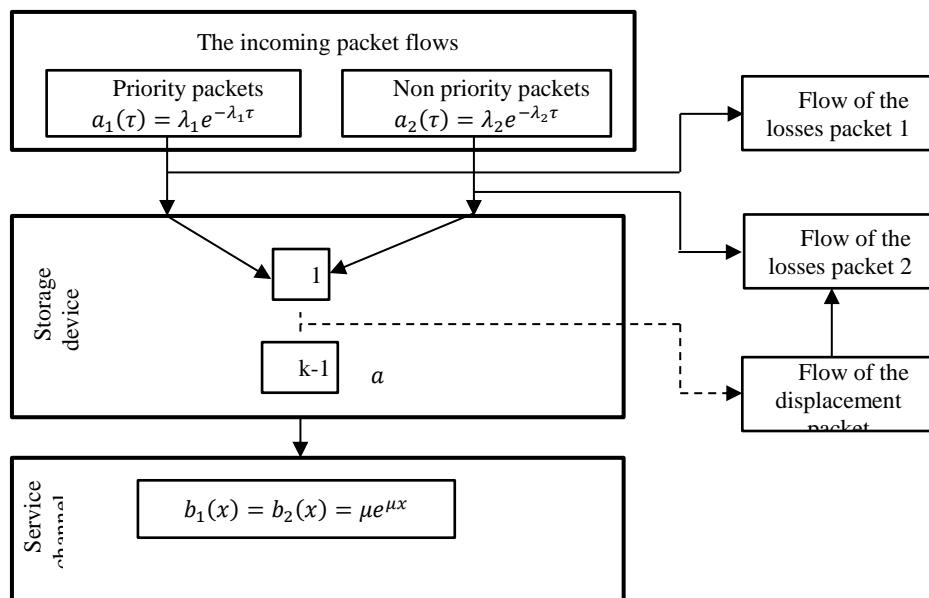 The incoming packet flows
Priority packets
𝑎₁(𝜏) = 𝜆₁𝑒^{−𝜆₁𝜏}
Non priority packets
𝑎₂(𝜏) = 𝜆₂𝑒^{−𝜆₂𝜏}
Flow of the
losses packet 1
Flow of the
losses packet 2
Storage
device
1
k-1
𝑎
Flow of the
displacement
packet
Service
channel
𝑏₁(𝑥) = 𝑏₂(𝑥) = 𝜇𝑒^{𝜇𝑥}